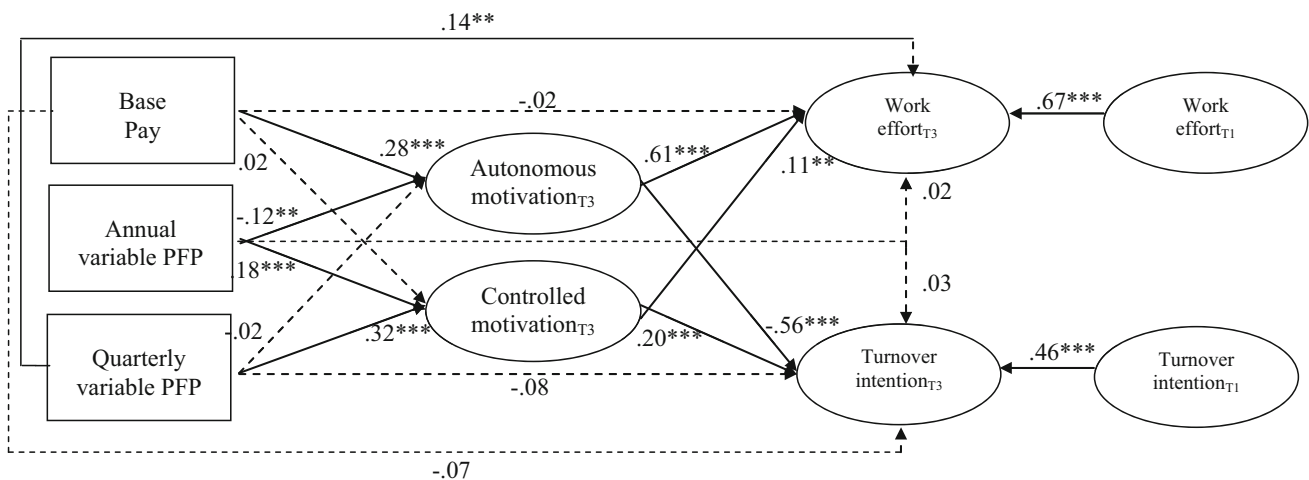 .14**
Base
Pay
-.02
Work
effortT3
.67***
Work
effortT1
.02
.28***
Autonomous
motivationT3
.61***
.11**
.02
Annual
variable PFP
-.12**
.18***
Controlled
motivationT3
.03
-.02
.32***
-.56***
.20***
Quarterly
variable PFP
-.08
Turnover
intentionT3
.46***
Turnover
intentionT1
-.07